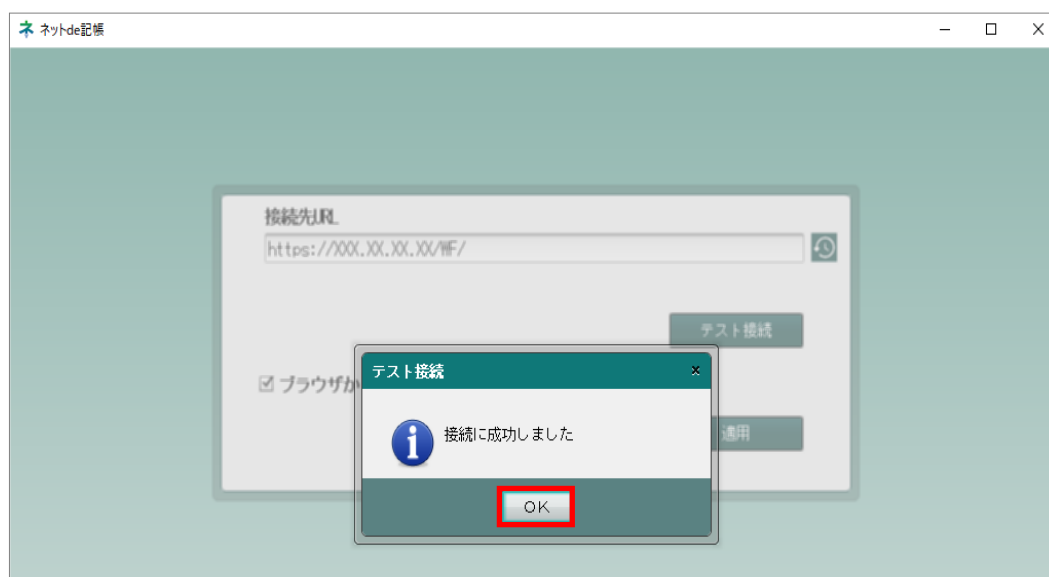 ネットde記帳
接続先URL
https://XXX.XX.XX.XX/WF/
テスト接続
ブラウザか
テスト接続
接続に成功しました
適用
OK